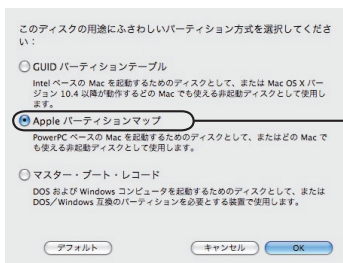 このディスクの用途にふさわしいパーティション方式を選択してくださ
い：
GUID パーティションテーブル
Intel ベースの Mac を起動するためのディスクとして、または Mac OS X バー
ジョン 10.4 以降が動作するどの Mac でも使える非起動ディスクとして使用し
ます。
Apple パーティションマップ
PowerPC ベースの Mac を起動するためのディスクとして、またはどの Mac で
も使える非起動ディスクとして使用します。
マスター・ブート・レコード
DOS および Windows コンピュータを起動するためのディスクとして、または
DOS／Windows 互換のパーティションを必要とする装置で使用します。
デフォルト キャンセル OK